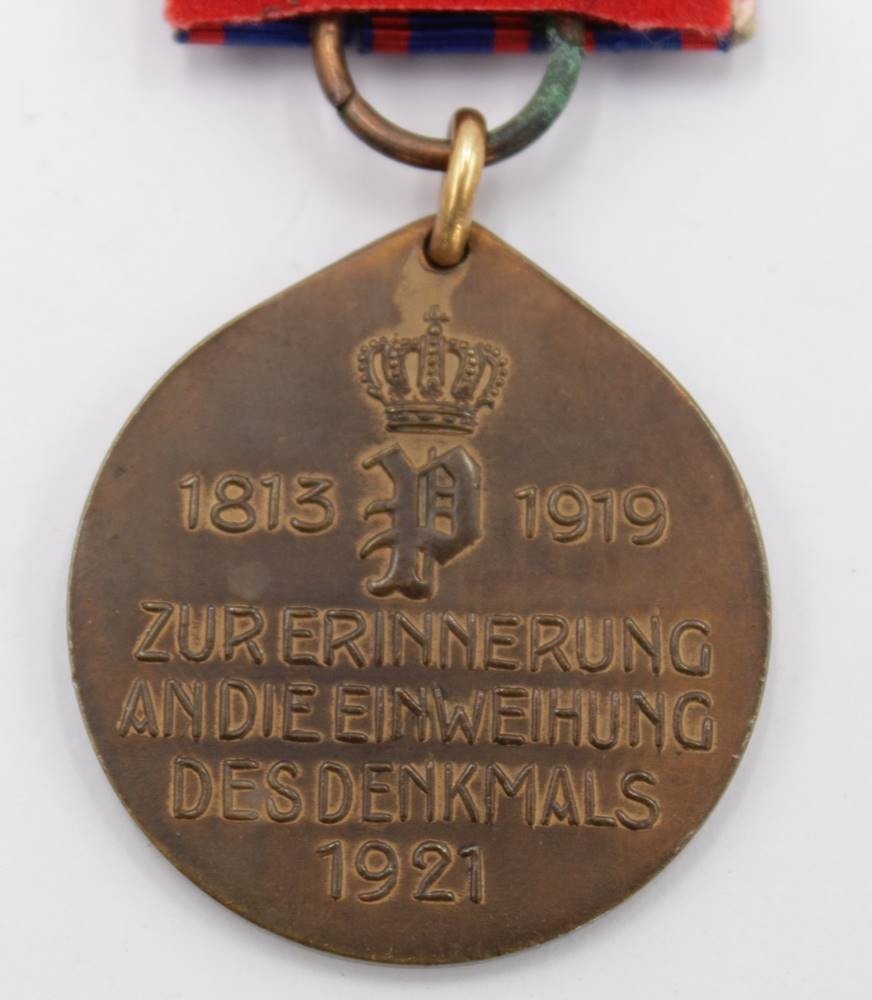 1813 P 1919
ZUR ERINNERUNG
AN DIE EINWEIHUNG
DES DENKMALS
1921